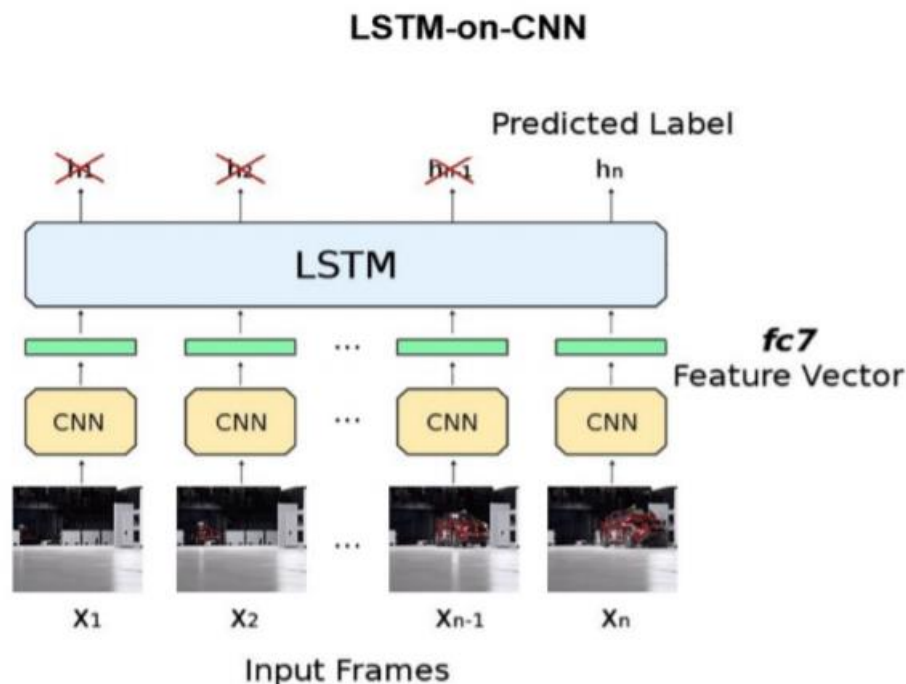 LSTM-on-CNN
Predicted Label
h1 h2 hn-1 hn
LSTM
... fc7
Feature Vector
CNN CNN ... CNN CNN
...
x1 x2 xn-1 xn
Input Frames